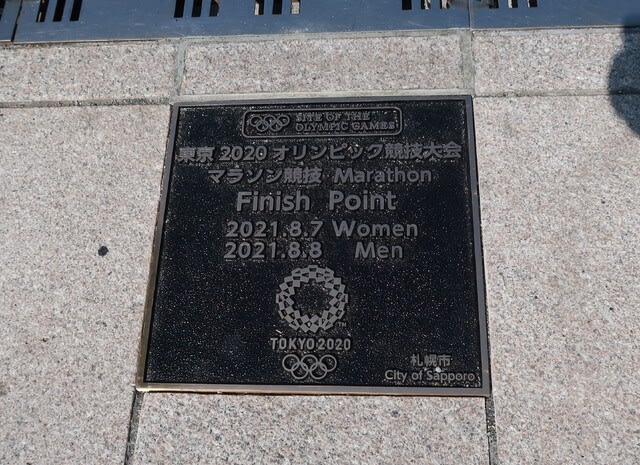 SITE OF THE
OLYMPIC GAMES
東京 2020 オリンピック競技大会
マラソン競技 Marathon
Finish Point
2021.8.7 Women
2021.8.8 Men
TM
TOKYO 2020
札幌市
City of Sapporo